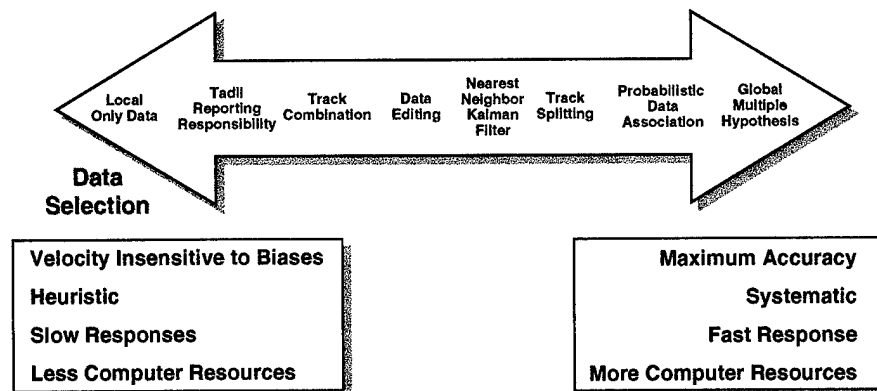 Local
Only Data
Tadil
Reporting
Responsibility
Track
Combination
Data
Editing
Nearest
Neighbor
Kalman
Filter
Track
Splitting
Probabilistic
Data
Association
Global
Multiple
Hypothesis
Data
Selection
Velocity Insensitive to Biases
Heuristic
Slow Responses
Less Computer Resources
Maximum Accuracy
Systematic
Fast Response
More Computer Resources